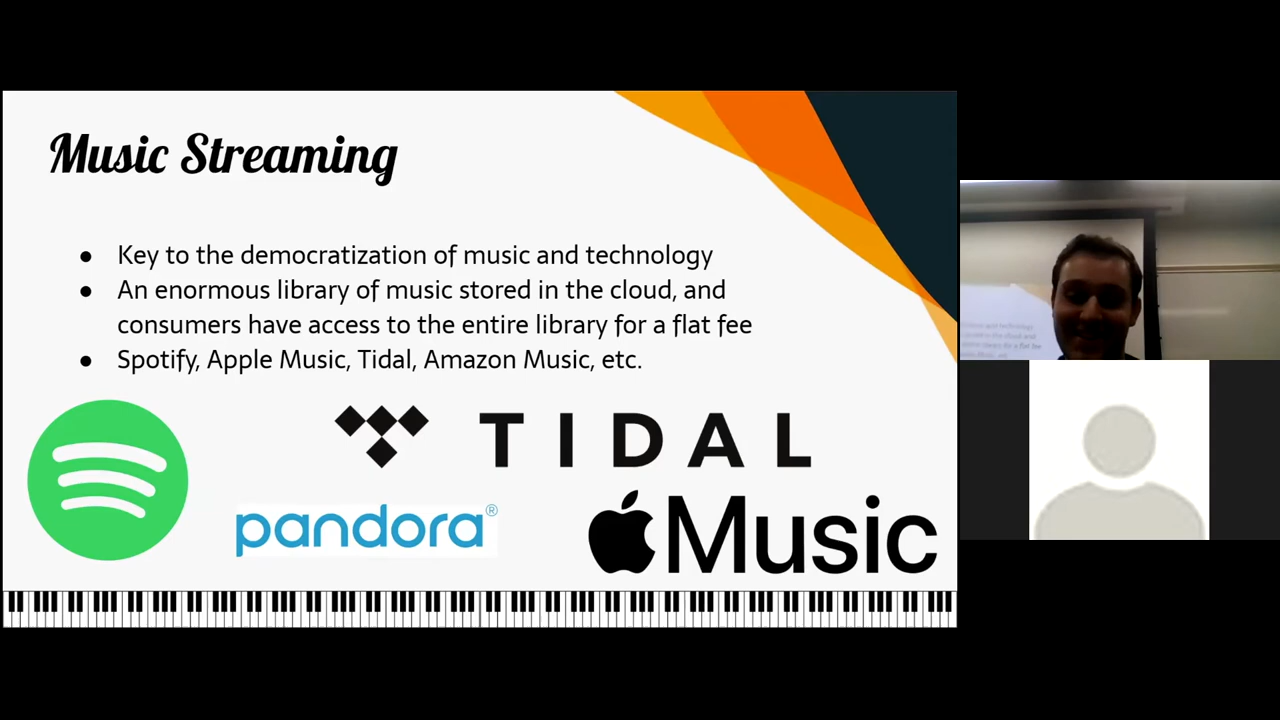 Music Streaming
● Key to the democratization of music and technology
● An enormous library of music stored in the cloud, and
consumers have access to the entire library for a flat fee
● Spotify, Apple Music, Tidal, Amazon Music, etc.
TIDAL
pandora®
Music